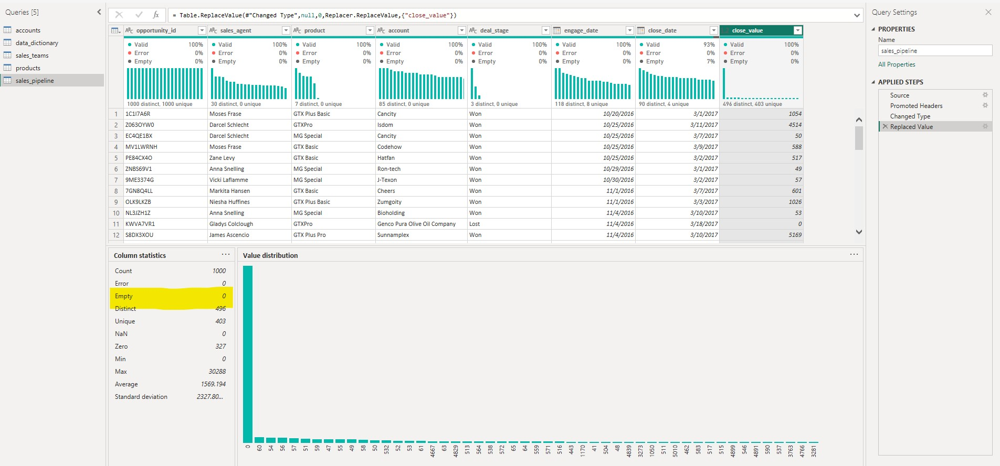 Queries [5]
accounts
data_dictionary
sales_teams
products
sales_pipeline
fx
= Table.ReplaceValue(#"Changed Type",null,0,Replacer.ReplaceValue,{"close_value"})
ABC opportunity_id ABC sales_agent ABC product ABC account ABC deal_stage engage_date close_date close_value
Valid 100% Valid 100% Valid 100% Valid 100% Valid 100% Valid 100% Valid 93% Valid 100%
Error 0% Error 0% Error 0% Error 0% Error 0% Error 0% Error 0% Error 0%
Empty 0% Empty 0% Empty 0% Empty 0% Empty 0% Empty 0% Empty 7% Empty 0%
1000 distinct, 1000 unique 30 distinct, 0 unique 7 distinct, 0 unique 85 distinct, 0 unique 3 distinct, 0 unique 118 distinct, 8 unique 90 distinct, 4 unique 496 distinct, 403 unique
1 1C1I7A6R Moses Frase GTX Plus Basic Cancity Won 10/20/2016 3/1/2017 1054
2 Z063OYW0 Darcel Schlecht GTXPro Isdom Won 10/25/2016 3/11/2017 4514
3 EC4QE1BX Darcel Schlecht MG Special Cancity Won 10/25/2016 3/7/2017 50
4 MV1LWRNH Moses Frase GTX Basic Codehow Won 10/25/2016 3/9/2017 588
5 PE84CX4O Zane Levy GTX Basic Hatfan Won 10/25/2016 3/2/2017 517
6 ZNBS69V1 Anna Snelling MG Special Ron-tech Won 10/29/2016 3/1/2017 49
7 9ME3374G Vicki Laflamme MG Special J-Texon Won 10/30/2016 3/2/2017 57
8 7GN8Q4LL Markita Hansen GTX Basic Cheers Won 11/1/2016 3/7/2017 601
9 OLK9LKZB Niesha Huffines GTX Plus Basic Zumgoity Won 11/1/2016 3/3/2017 1026
10 NL3JZH1Z Anna Snelling MG Special Bioholding Won 11/4/2016 3/10/2017 53
11 KWVA7VR1 Gladys Colclough GTXPro Genco Pura Olive Oil Company Lost 11/4/2016 3/18/2017 0
12 S8DX3XOU James Ascencio GTX Plus Pro Sunnamplex Won 11/4/2016 3/10/2017 5169
Column statistics
Count 1000
Error 0
Empty 0
Distinct 496
Unique 403
NaN 0
Zero 327
Min 0
Max 30288
Average 1569.194
Standard deviation 2327.80...
Value distribution
0 60 54 56 57 51 59 47 55 49 58 50 532 52 53 61 4667 63 4829 513 564 538 572 65 64 559 571 516 443 1170 41 504 48 4839 3273 1050 511 5010 462 583 517 515 4899 546 4891 590 537 3763 4766 3281
Query Settings
PROPERTIES
Name
sales_pipeline
All Properties
APPLIED STEPS
Source
Promoted Headers
Changed Type
Replaced Value